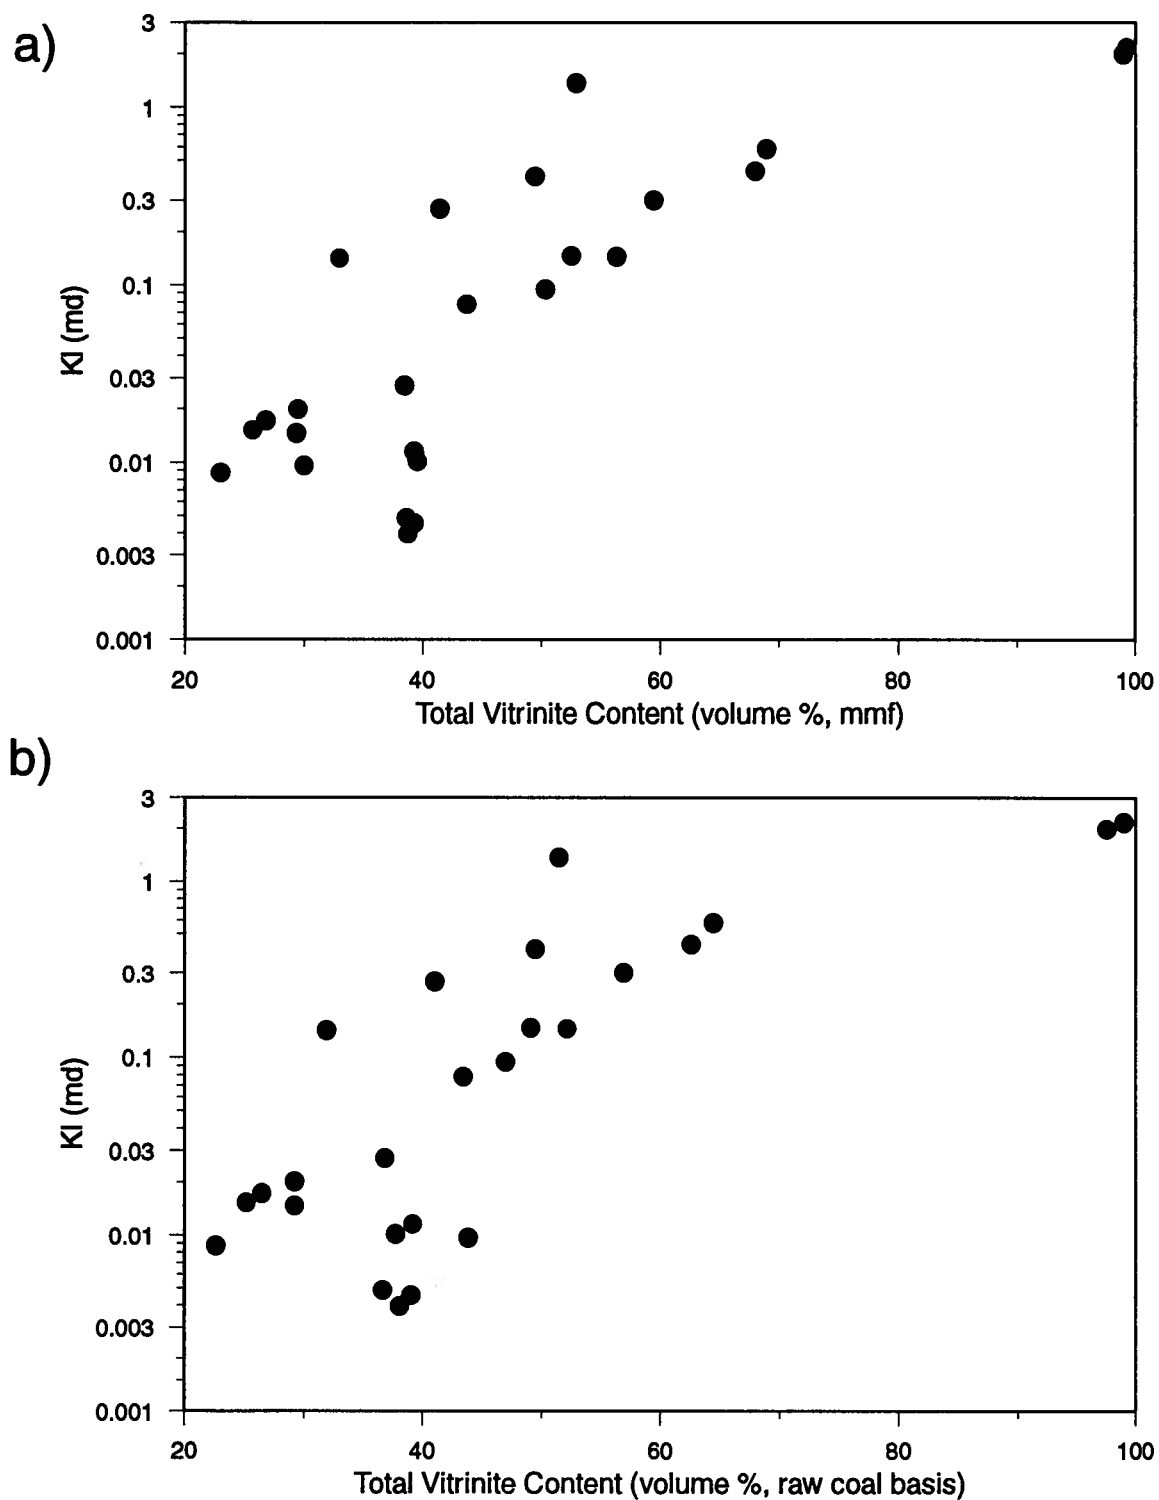 a)
3
1
0.3
0.1
0.03
0.01
0.003
0.001
Kl (md)
20 40 60 80 100
Total Vitrinite Content (volume %, mmf)
b)
3
1
0.3
0.1
0.03
0.01
0.003
0.001
Kl (md)
20 40 60 80 100
Total Vitrinite Content (volume %, raw coal basis)